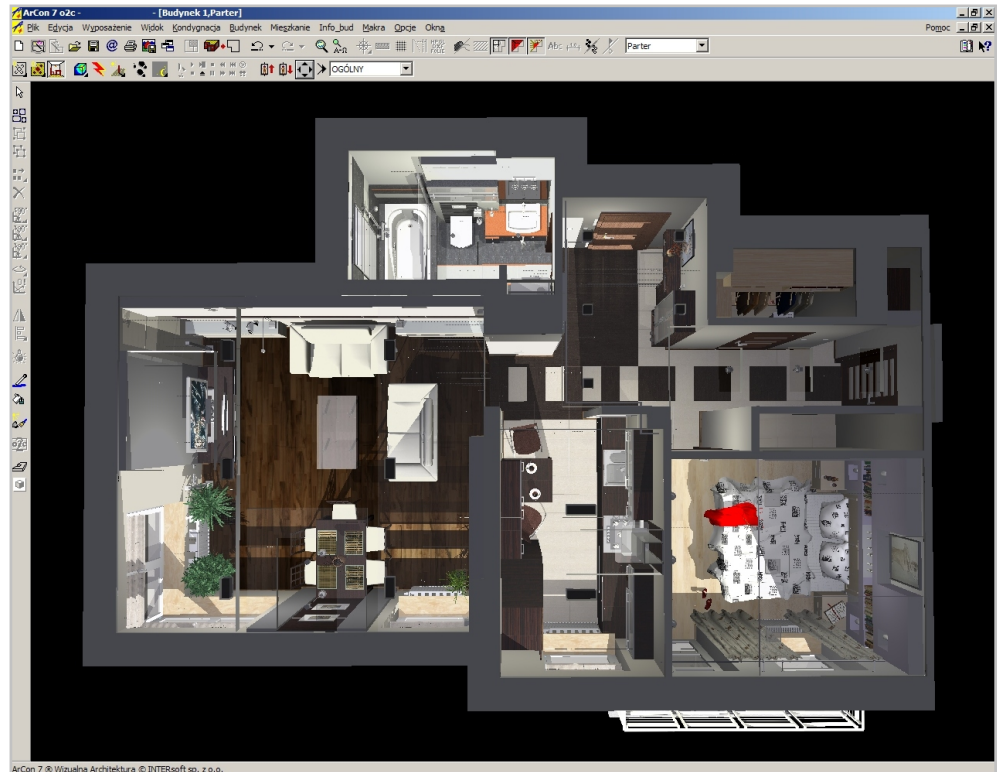 ArCon 7 o2c - - [Budynek 1,Parter]
Plik Edycja Wyposażenie Widok Kondygnacja Budynek Mieszkanie Info_bud Makra Opcje Okna Pomoc
Abc Parter
OGÓLNY
ArCon 7 ® Wizualna Architektura © INTERsoft sp. z o.o.